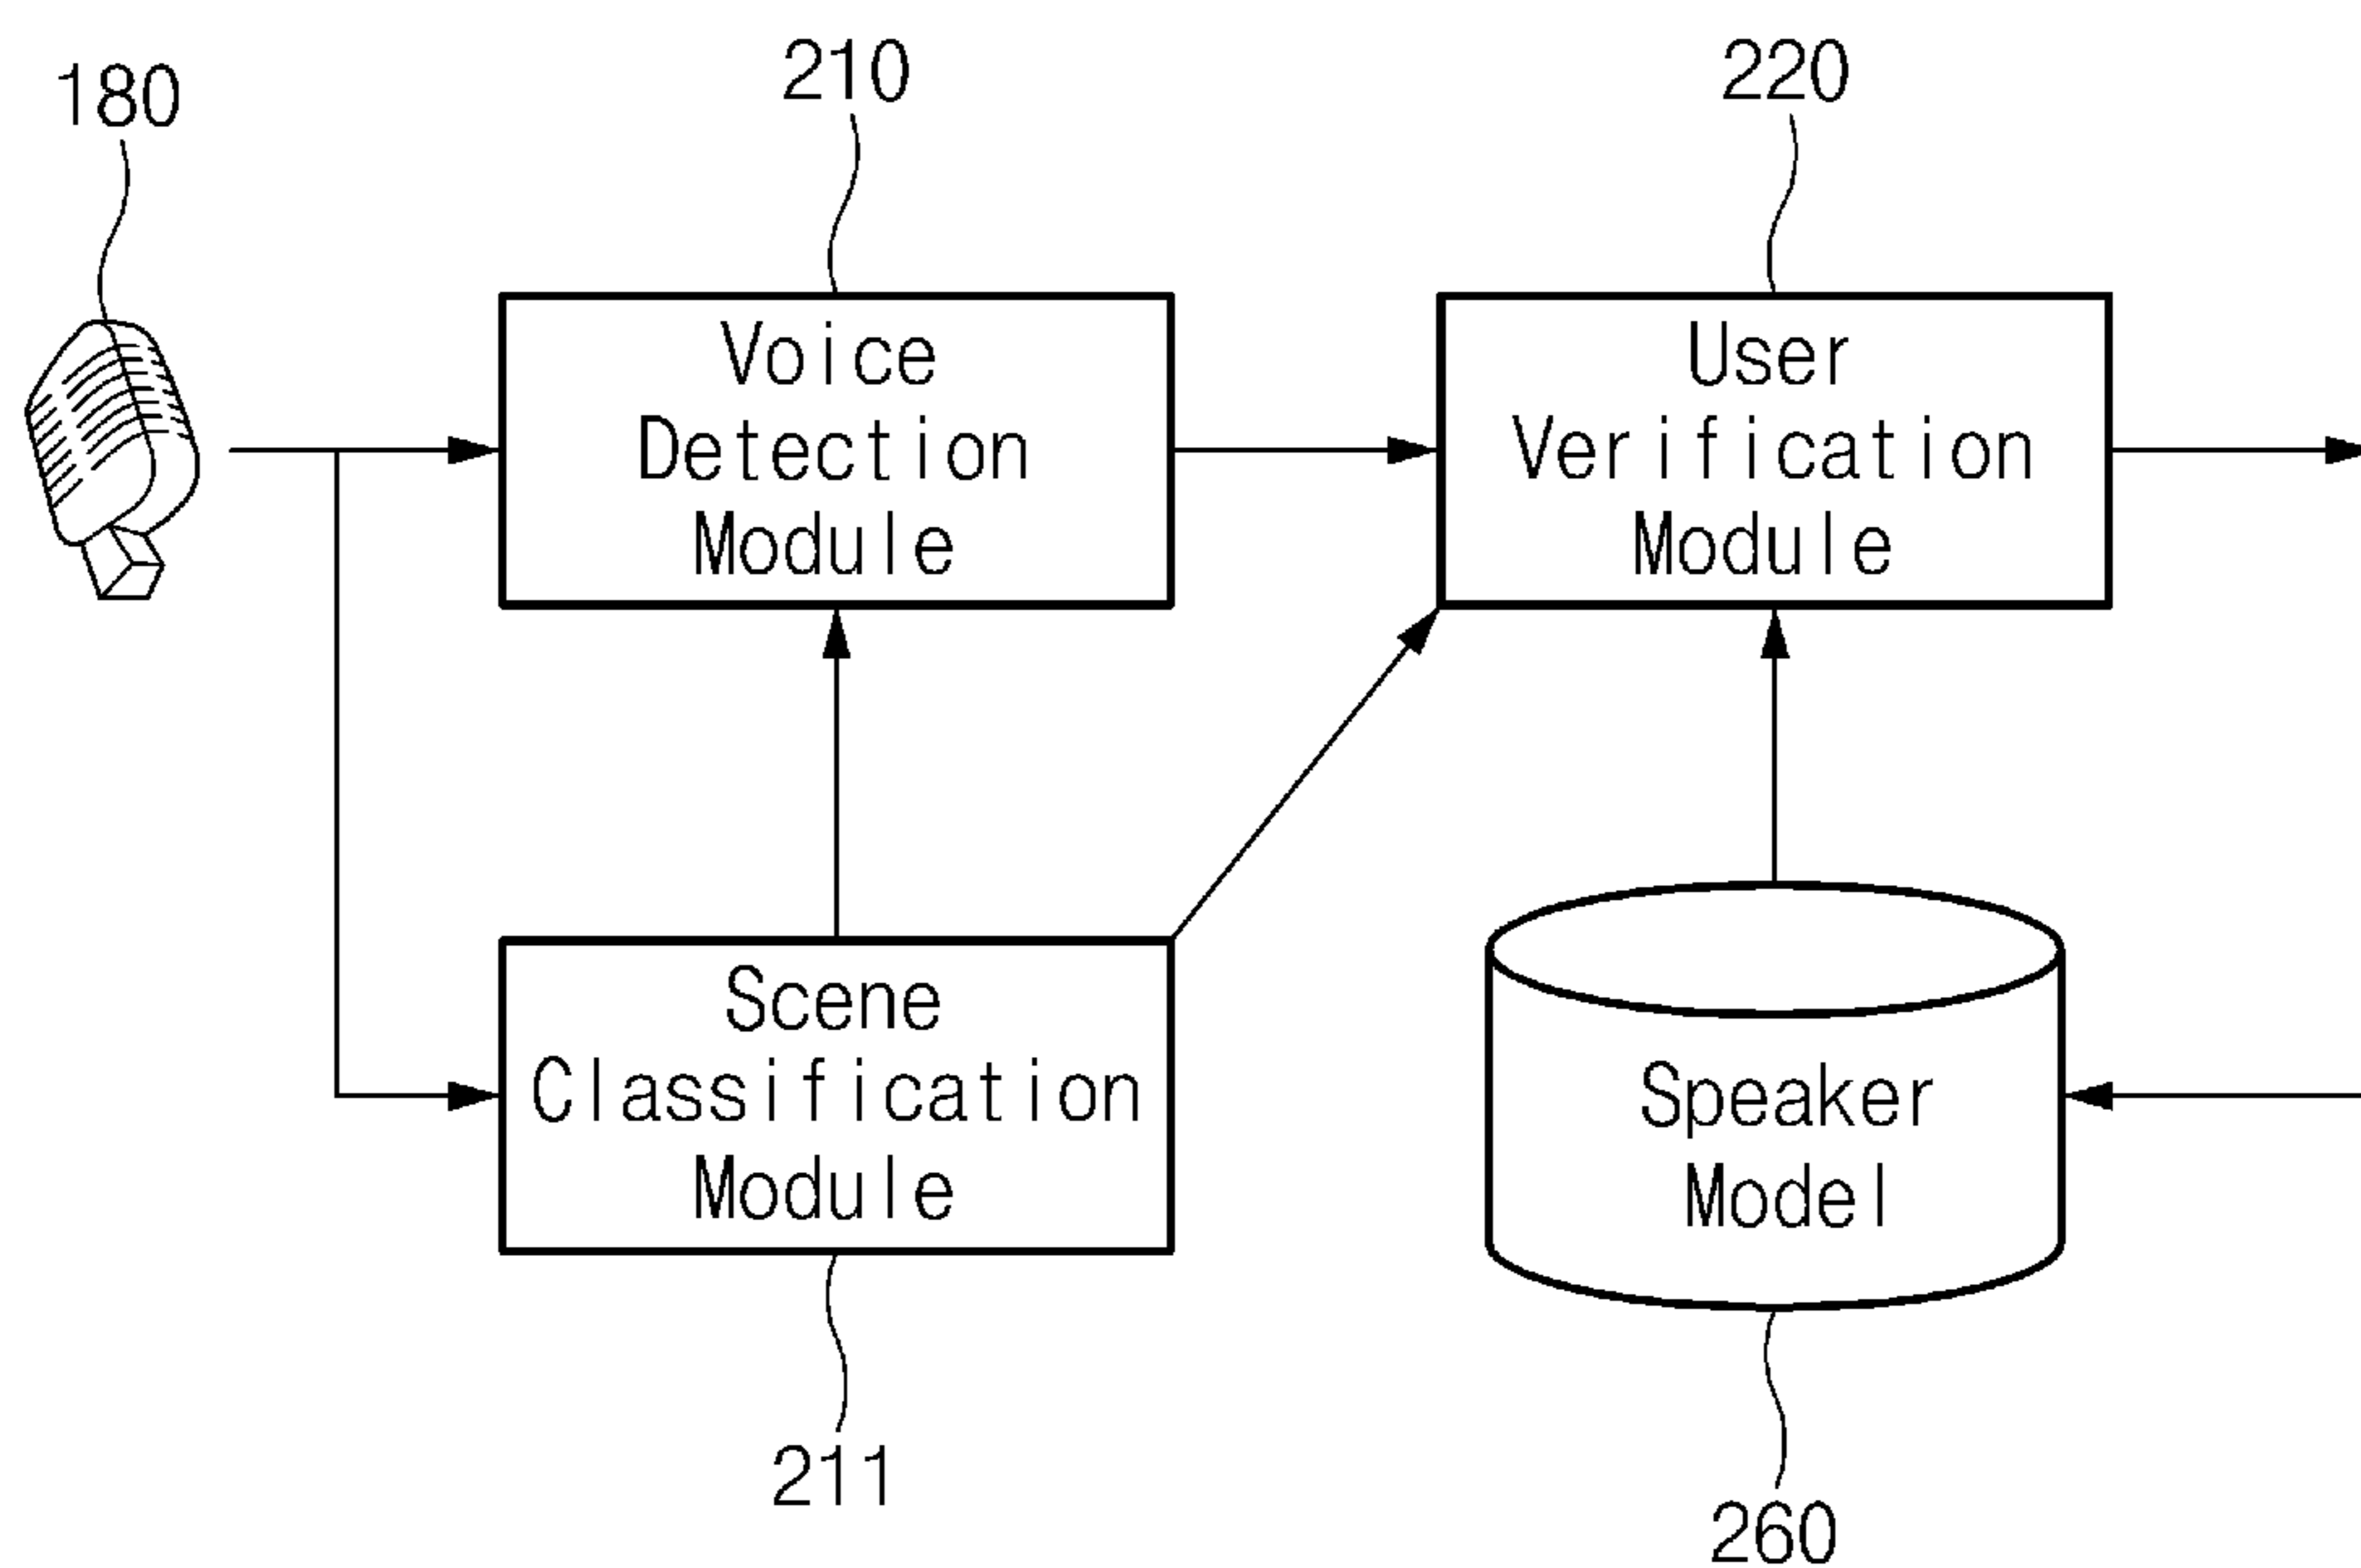 180
210
220
Voice
Detection
Module
User
Verification
Module
Scene
Classification
Module
Speaker
Model
211
260